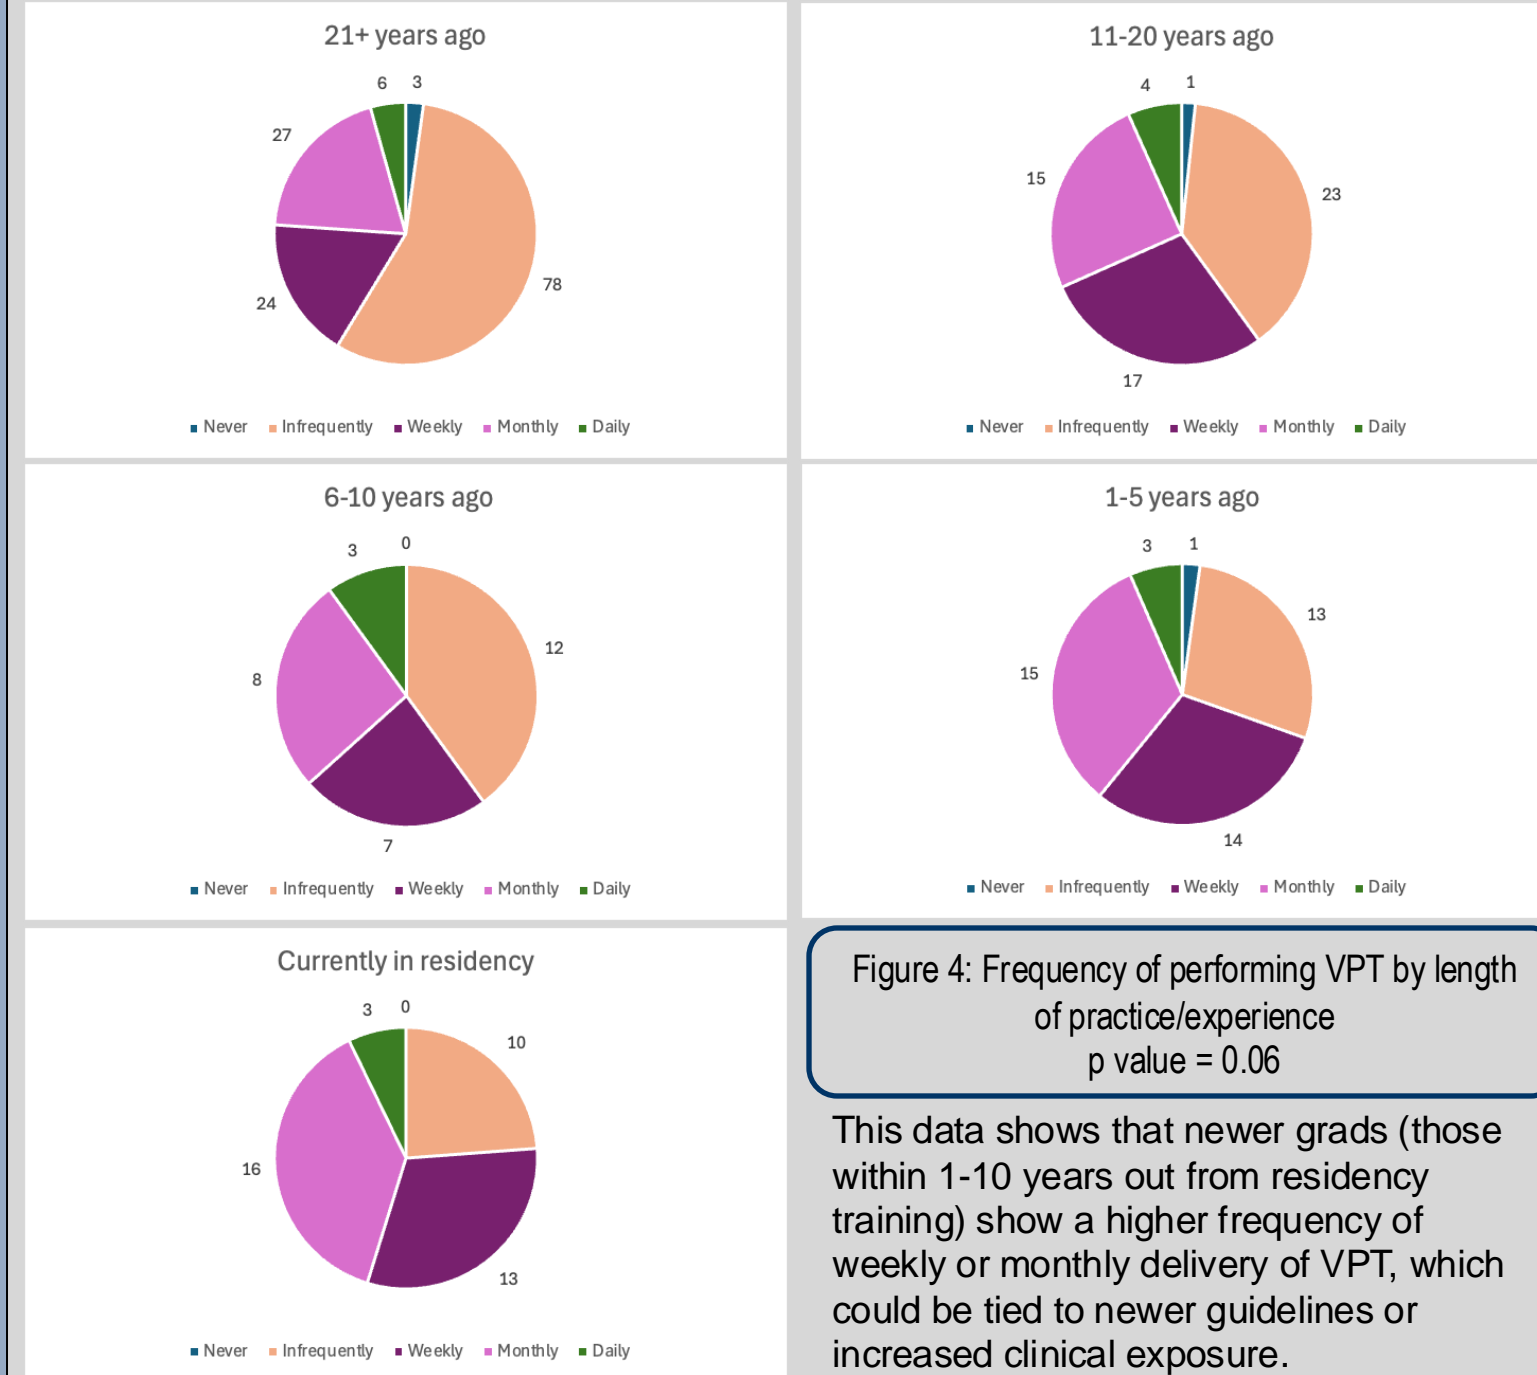 21+ years ago
6 3
27
78
24
Never Infrequently Weekly Monthly Daily
11-20 years ago
4 1
15
23
17
Never Infrequently Weekly Monthly Daily
6-10 years ago
3 0
12
8
7
Never Infrequently Weekly Monthly Daily
1-5 years ago
3 1
13
15
14
Never Infrequently Weekly Monthly Daily
Currently in residency
3 0
10
16
13
Never Infrequently Weekly Monthly Daily
Figure 4: Frequency of performing VPT by length
of practice/experience
p value = 0.06
This data shows that newer grads (those
within 1-10 years out from residency
training) show a higher frequency of
weekly or monthly delivery of VPT, which
could be tied to newer guidelines or
increased clinical exposure.